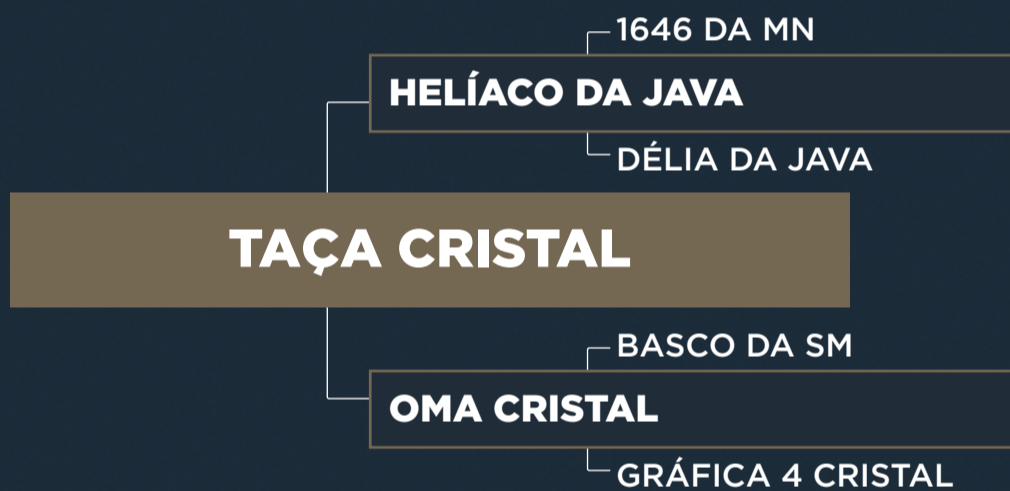 1646 DA MN
HELÍACO DA JAVA
DÉLIA DA JAVA
TAÇA CRISTAL
BASCO DA SM
OMA CRISTAL
GRÁFICA 4 CRISTAL